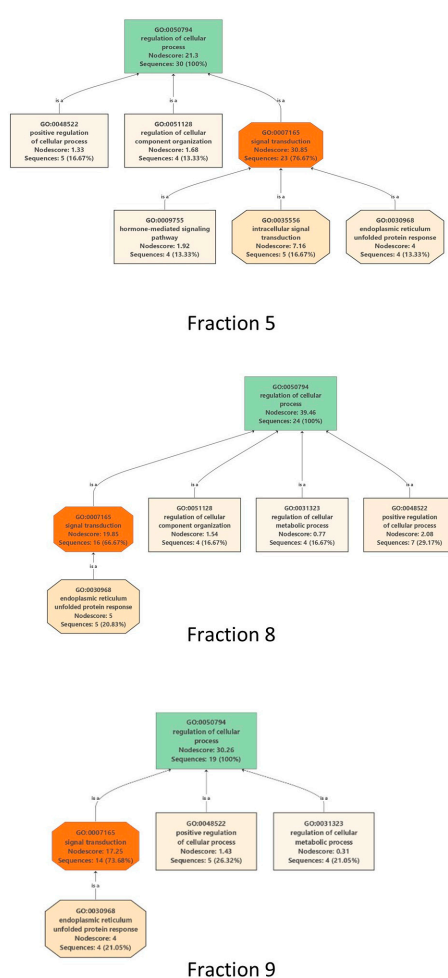 GO:0050794
regulation of cellular
process
Nodescore: 21.3
Sequences: 30 (100%)
is a
is a
is a
GO:0048522
positive regulation
of cellular process
Nodescore: 1.33
Sequences: 5 (16.67%)
GO:0051128
regulation of cellular
component organization
Nodescore: 1.68
Sequences: 4 (13.33%)
GO:0007165
signal transduction
Nodescore: 30.85
Sequences: 23 (76.67%)
is a
is a
is a
GO:0009755
hormone-mediated signaling
pathway
Nodescore: 1.92
Sequences: 4 (13.33%)
GO:0035556
intracellular signal
transduction
Nodescore: 7.16
Sequences: 5 (16.67%)
GO:0030968
endoplasmic reticulum
unfolded protein response
Nodescore: 4
Sequences: 4 (13.33%)
Fraction 5
GO:0050794
regulation of cellular
process
Nodescore: 39.46
Sequences: 24 (100%)
is a
is a
is a
is a
GO:0007165
signal transduction
Nodescore: 19.85
Sequences: 16 (66.67%)
GO:0051128
regulation of cellular
component organization
Nodescore: 1.54
Sequences: 4 (16.67%)
GO:0031323
regulation of cellular
metabolic process
Nodescore: 0.77
Sequences: 4 (16.67%)
GO:0048522
positive regulation
of cellular process
Nodescore: 2.08
Sequences: 7 (29.17%)
is a
GO:0030968
endoplasmic reticulum
unfolded protein response
Nodescore: 5
Sequences: 5 (20.83%)
Fraction 8
GO:0050794
regulation of cellular
process
Nodescore: 30.26
Sequences: 19 (100%)
is a
is a
is a
GO:0007165
signal transduction
Nodescore: 17.25
Sequences: 14 (73.68%)
GO:0048522
positive regulation
of cellular process
Nodescore: 1.43
Sequences: 5 (26.32%)
GO:0031323
regulation of cellular
metabolic process
Nodescore: 0.31
Sequences: 4 (21.05%)
is a
GO:0030968
endoplasmic reticulum
unfolded protein response
Nodescore: 4
Sequences: 4 (21.05%)
Fraction 9